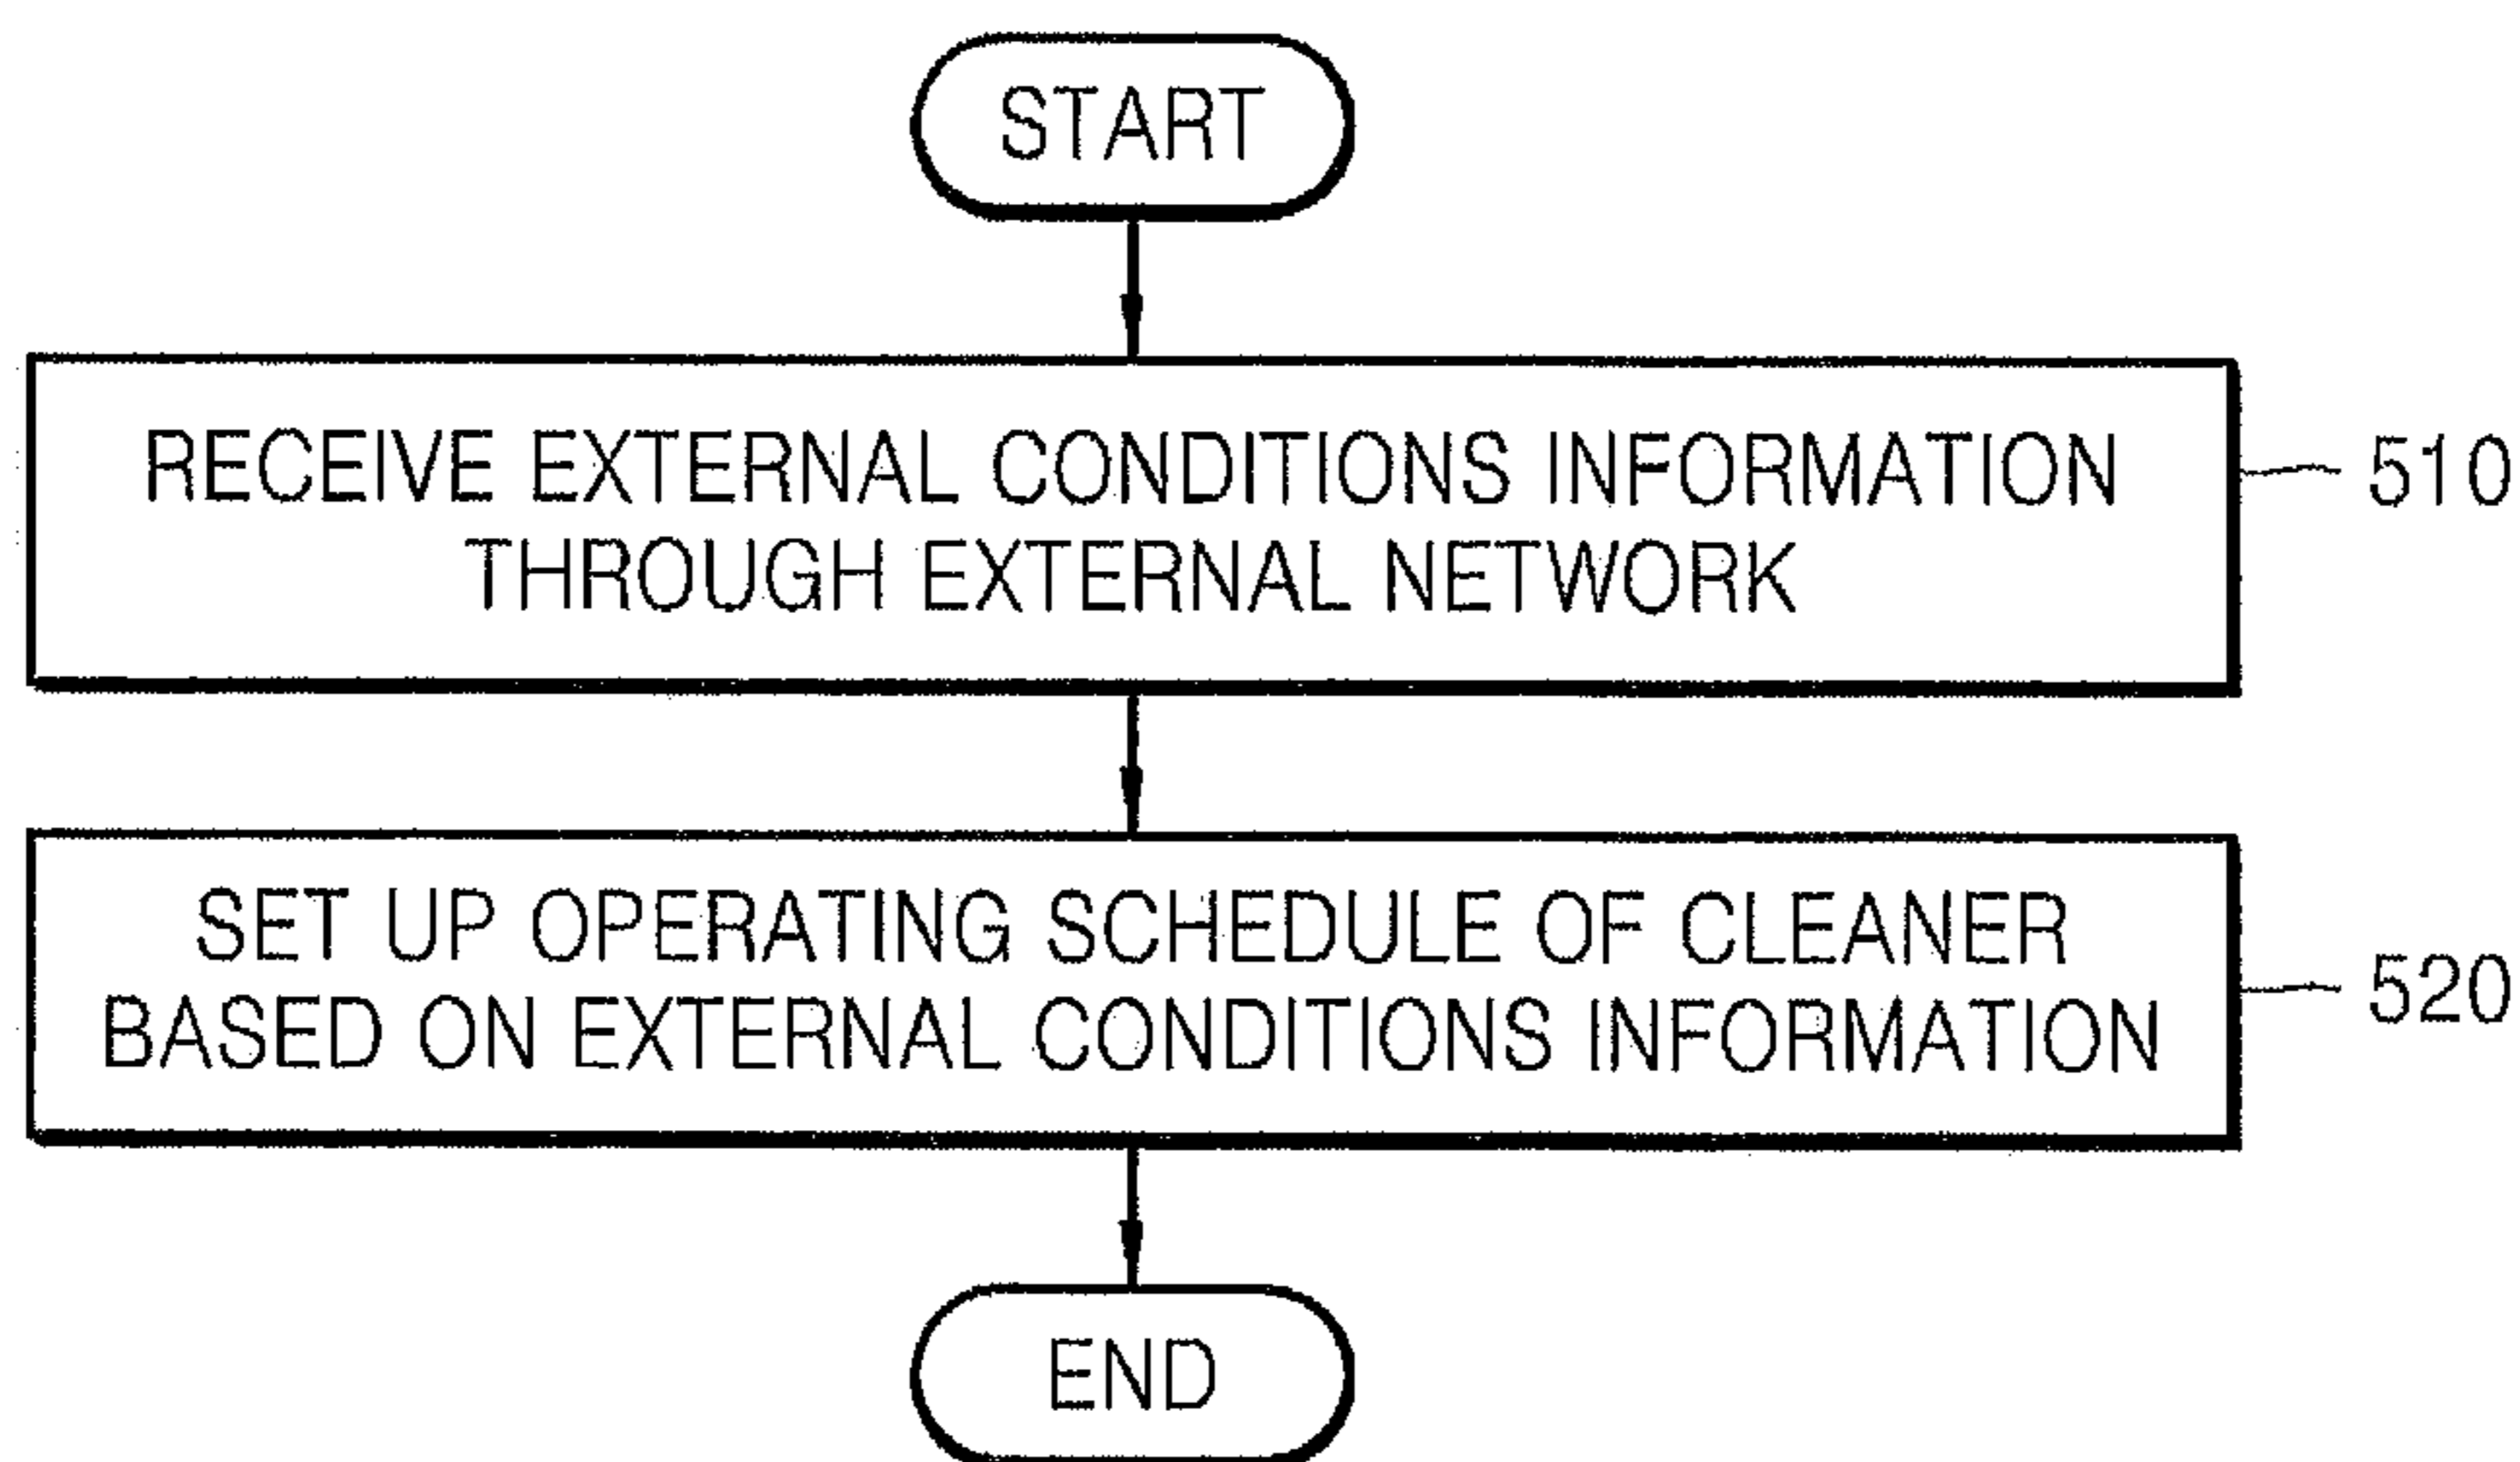 START
RECEIVE EXTERNAL CONDITIONS INFORMATION
THROUGH EXTERNAL NETWORK
510
SET UP OPERATING SCHEDULE OF CLEANER
BASED ON EXTERNAL CONDITIONS INFORMATION
520
END